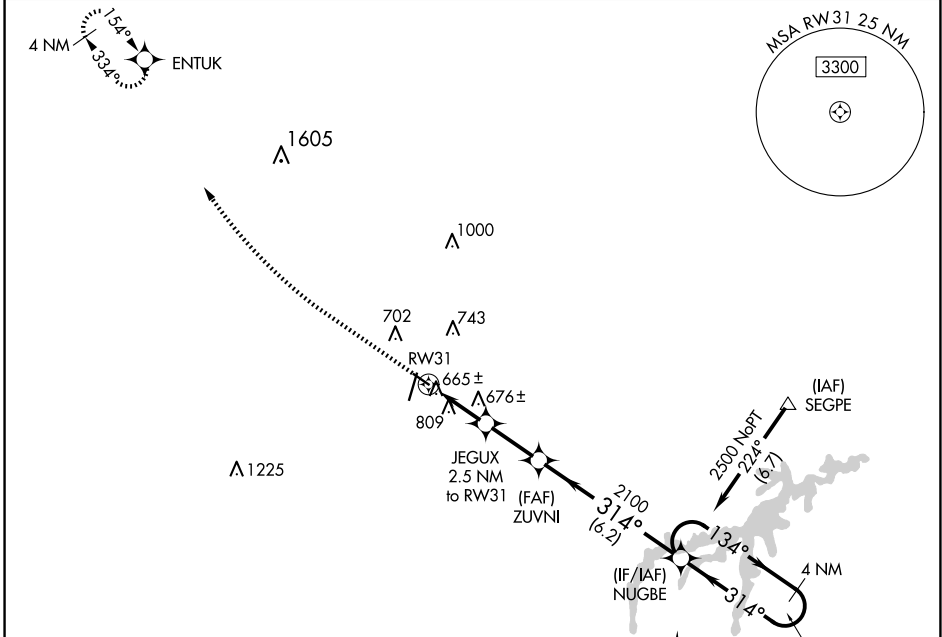 154°
4 NM
334°
ENTUK
MSA RW31 25 NM
3300
1605
1000
702
743
RW31
665±
676±
809
(IAF)
SEGPE
2500 NoPT
224°
(6.7)
1225
JEGUX
2.5 NM
to RW31
(FAF)
ZUVNI
2100
314°
(6.2)
134°
4 NM
(IF/IAF)
NUGBE
314°